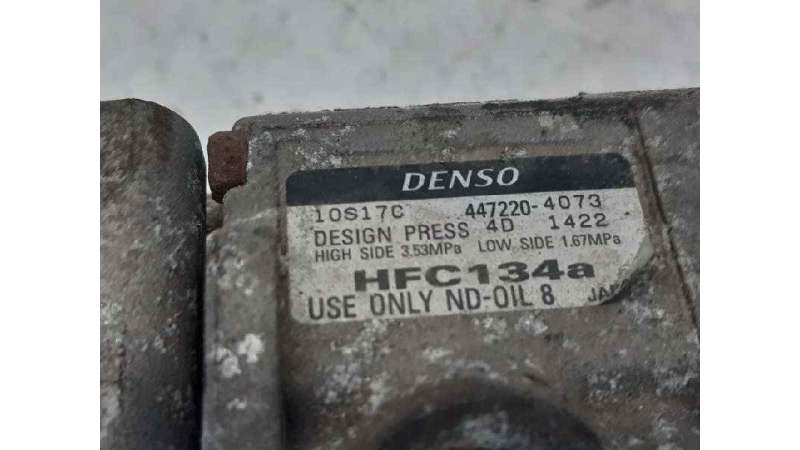 DENSO
10S17C 447220-4073
DESIGN PRESS 4D 1422
HIGH SIDE 3.53MPa LOW SIDE 1.67MPa
HFC134a
USE ONLY ND-OIL 8